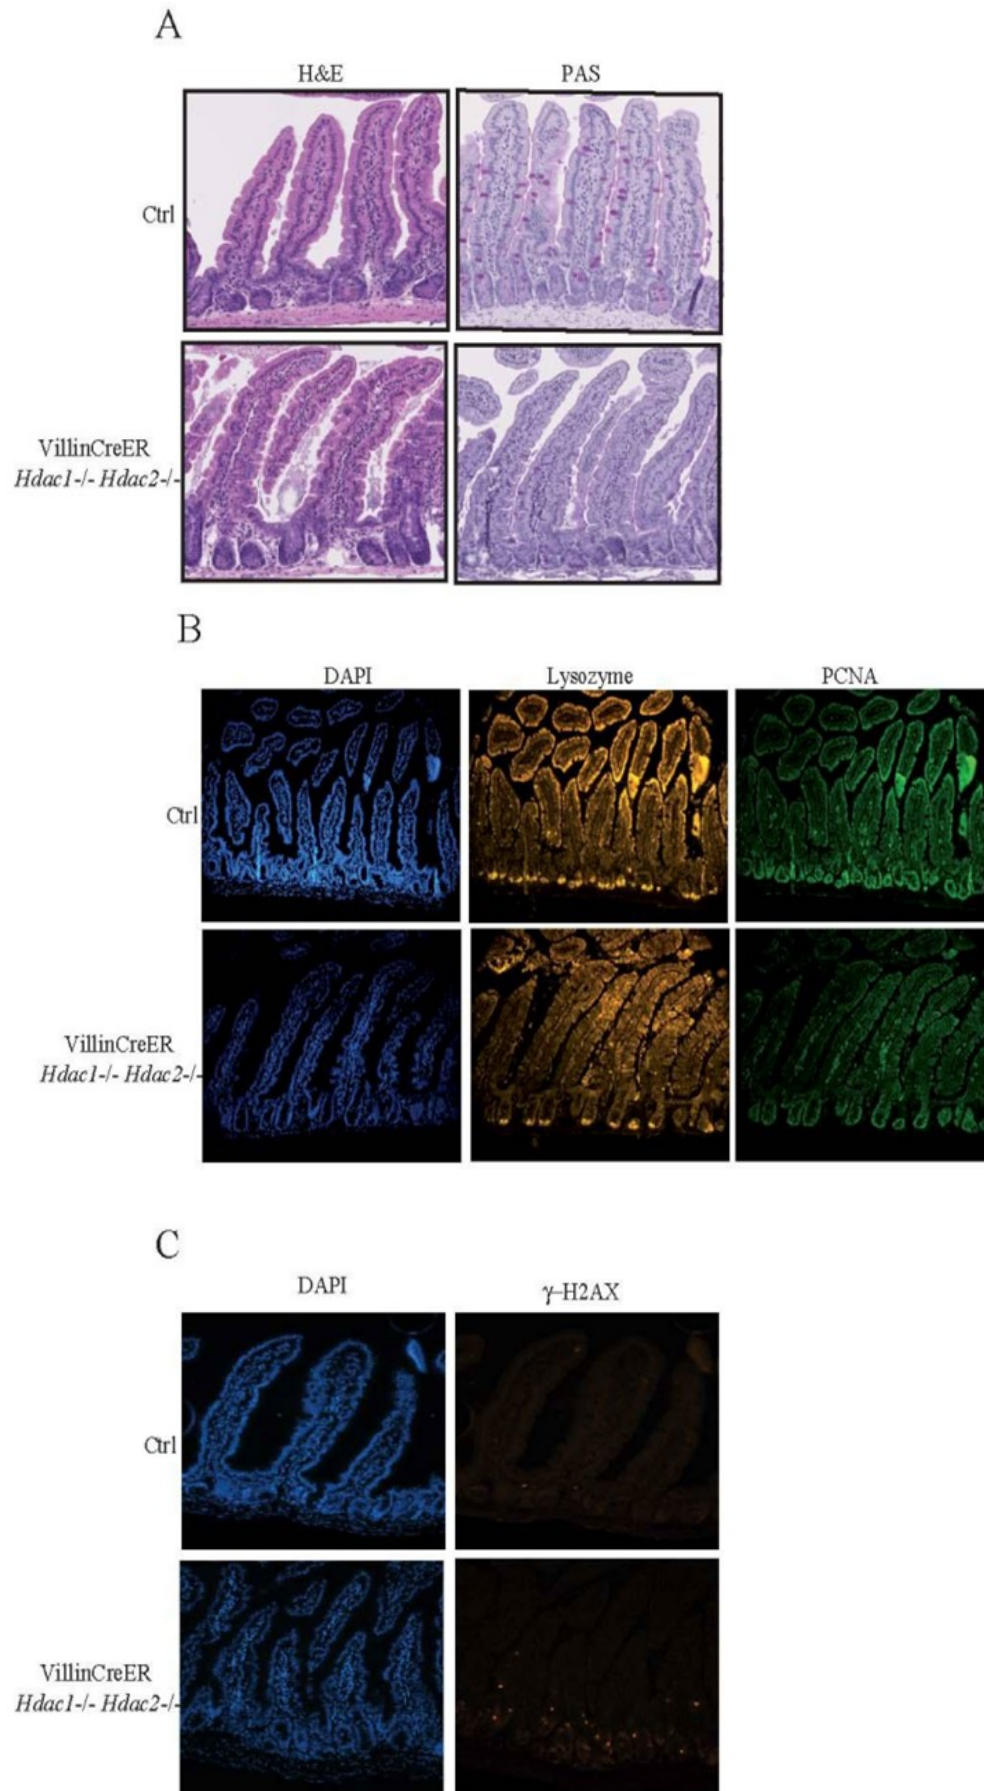 A
H&E PAS
Ctrl
VillinCreER
Hdac1-/- Hdac2-/-
B
DAPI Lysozyme PCNA
Ctrl
VillinCreER
Hdac1-/- Hdac2-/-
C
DAPI γ-H2AX
Ctrl
VillinCreER
Hdac1-/- Hdac2-/-